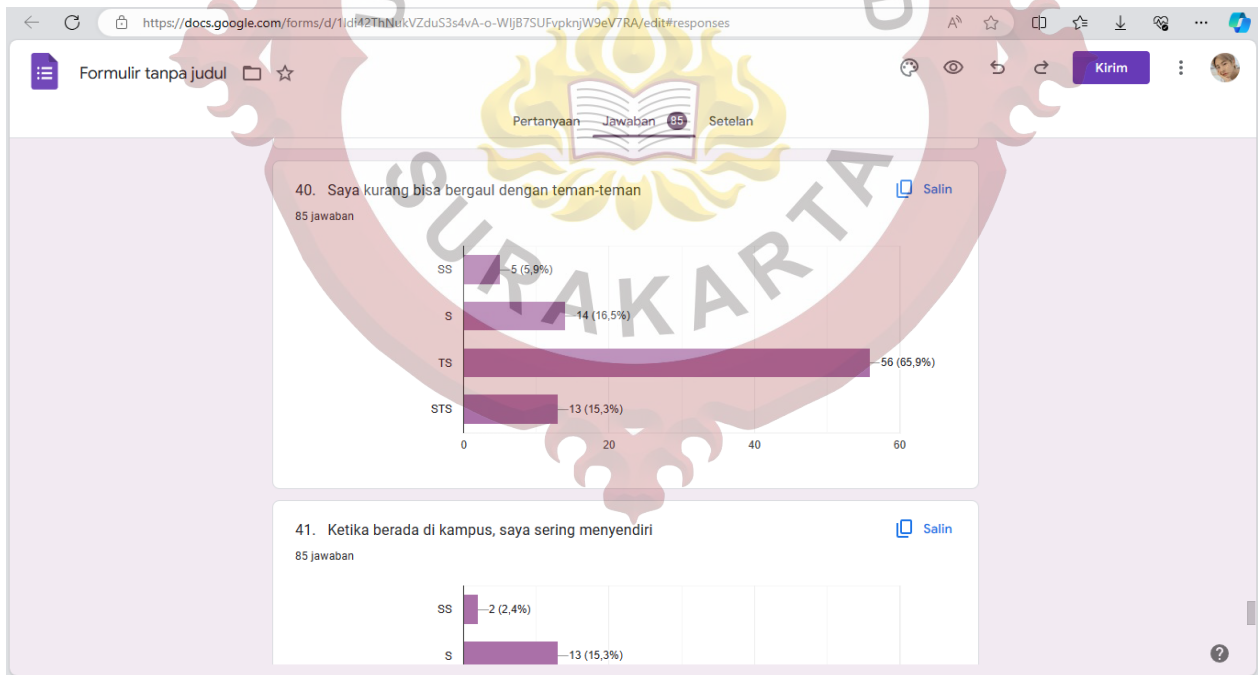 https://docs.google.com/forms/d/1ldf42ThNukVZduS3s4vA-o-WIjB7SUFvpknjW9eV7RA/edit#responses
Formulir tanpa judul
Kirim
Pertanyaan Jawaban 85 Setelan
SURAKARTA
40. Saya kurang bisa bergaul dengan teman-teman
Salin
85 jawaban
SS 5 (5,9%)
S 14 (16,5%)
TS 56 (65,9%)
STS 13 (15,3%)
0 20 40 60
41. Ketika berada di kampus, saya sering menyendiri
Salin
85 jawaban
SS 2 (2,4%)
S 13 (15,3%)